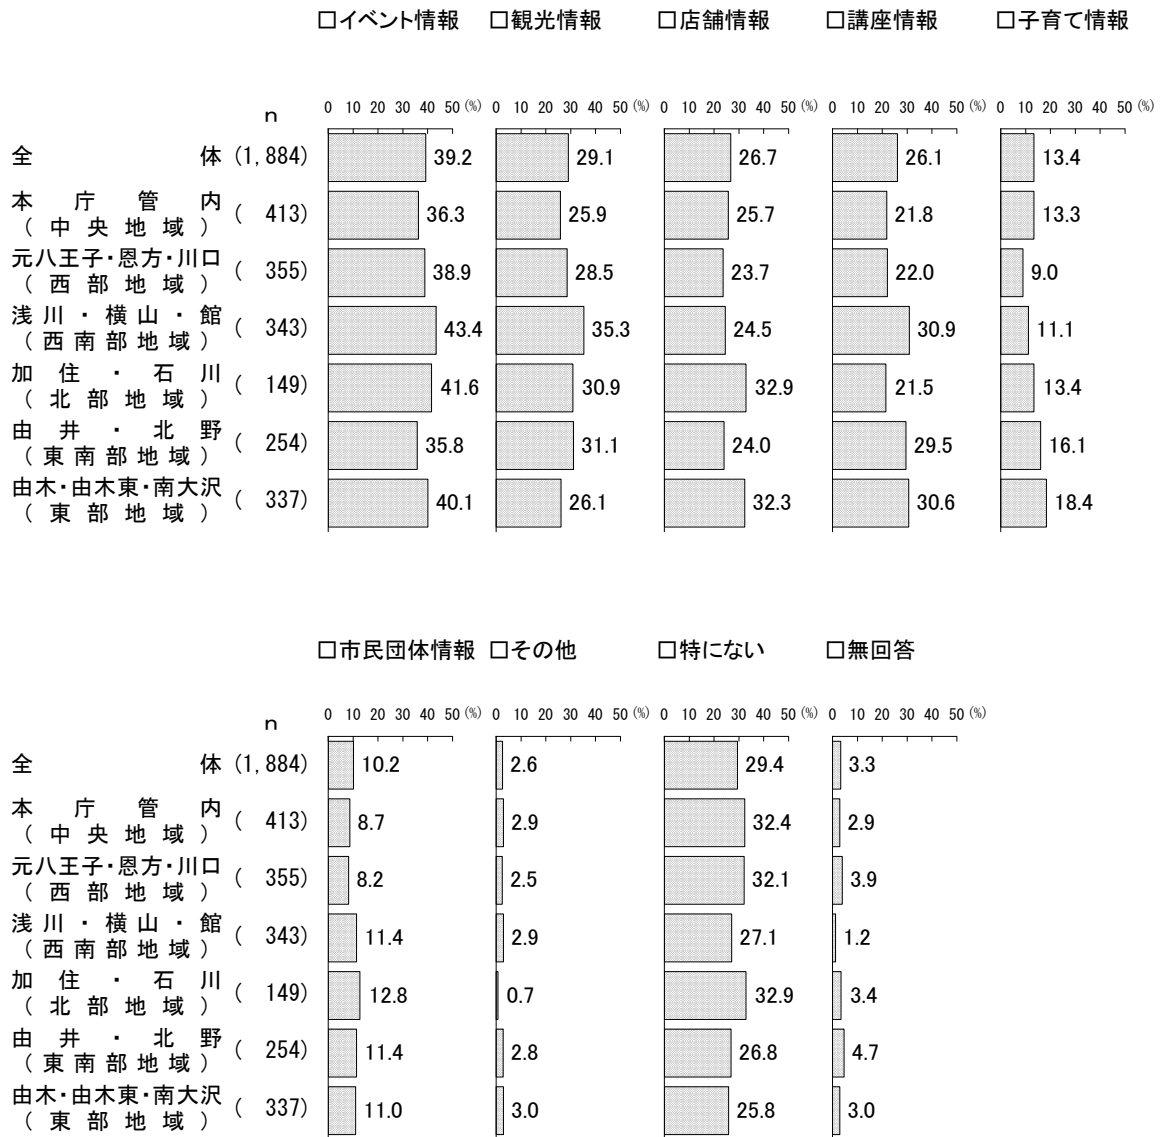 □イベント情報 □観光情報 □店舗情報 □講座情報 □子育て情報
0 10 20 30 40 50 (%) 0 10 20 30 40 50 (%) 0 10 20 30 40 50 (%) 0 10 20 30 40 50 (%) 0 10 20 30 40 50 (%)
n
全体 (1,884) 39.2 29.1 26.7 26.1 13.4
本庁管内
(中央地域) ( 413) 36.3 25.9 25.7 21.8 13.3
元八王子・恩方・川口
(西部地域) ( 355) 38.9 28.5 23.7 22.0 9.0
浅川・横山・館
(西南部地域) ( 343) 43.4 35.3 24.5 30.9 11.1
加住・石川
(北部地域) ( 149) 41.6 30.9 32.9 21.5 13.4
由井・北野
(東南部地域) ( 254) 35.8 31.1 24.0 29.5 16.1
由木・由木東・南大沢
(東部地域) ( 337) 40.1 26.1 32.3 30.6 18.4
□市民団体情報 □その他 □特にない □無回答
0 10 20 30 40 50 (%) 0 10 20 30 40 50 (%) 0 10 20 30 40 50 (%) 0 10 20 30 40 50 (%)
n
全体 (1,884) 10.2 2.6 29.4 3.3
本庁管内
(中央地域) ( 413) 8.7 2.9 32.4 2.9
元八王子・恩方・川口
(西部地域) ( 355) 8.2 2.5 32.1 3.9
浅川・横山・館
(西南部地域) ( 343) 11.4 2.9 27.1 1.2
加住・石川
(北部地域) ( 149) 12.8 0.7 32.9 3.4
由井・北野
(東南部地域) ( 254) 11.4 2.8 26.8 4.7
由木・由木東・南大沢
(東部地域) ( 337) 11.0 3.0 25.8 3.0